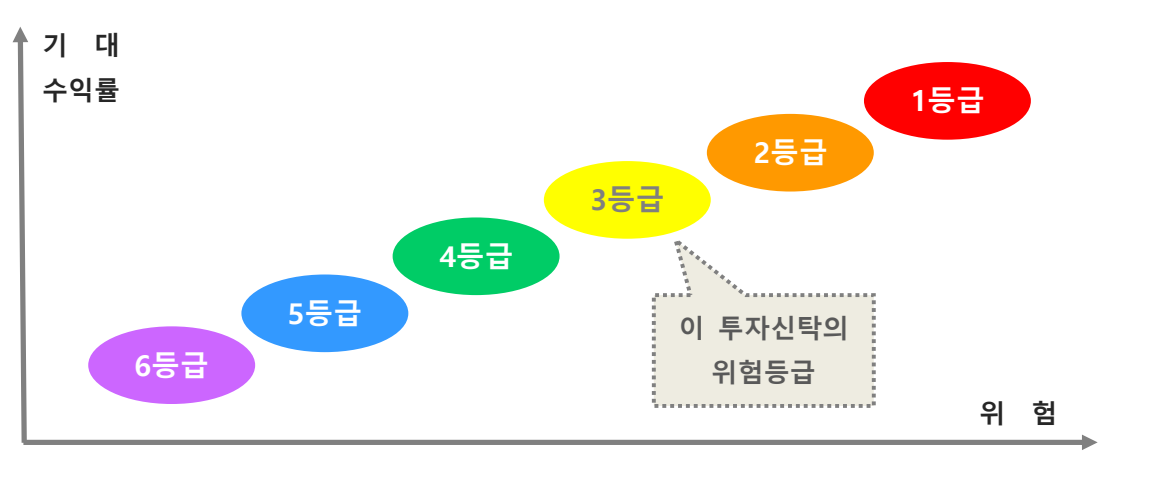 기 대
수익률
1등급
2등급
3등급
4등급
5등급
6등급
이 투자신탁의
위험등급
위 험